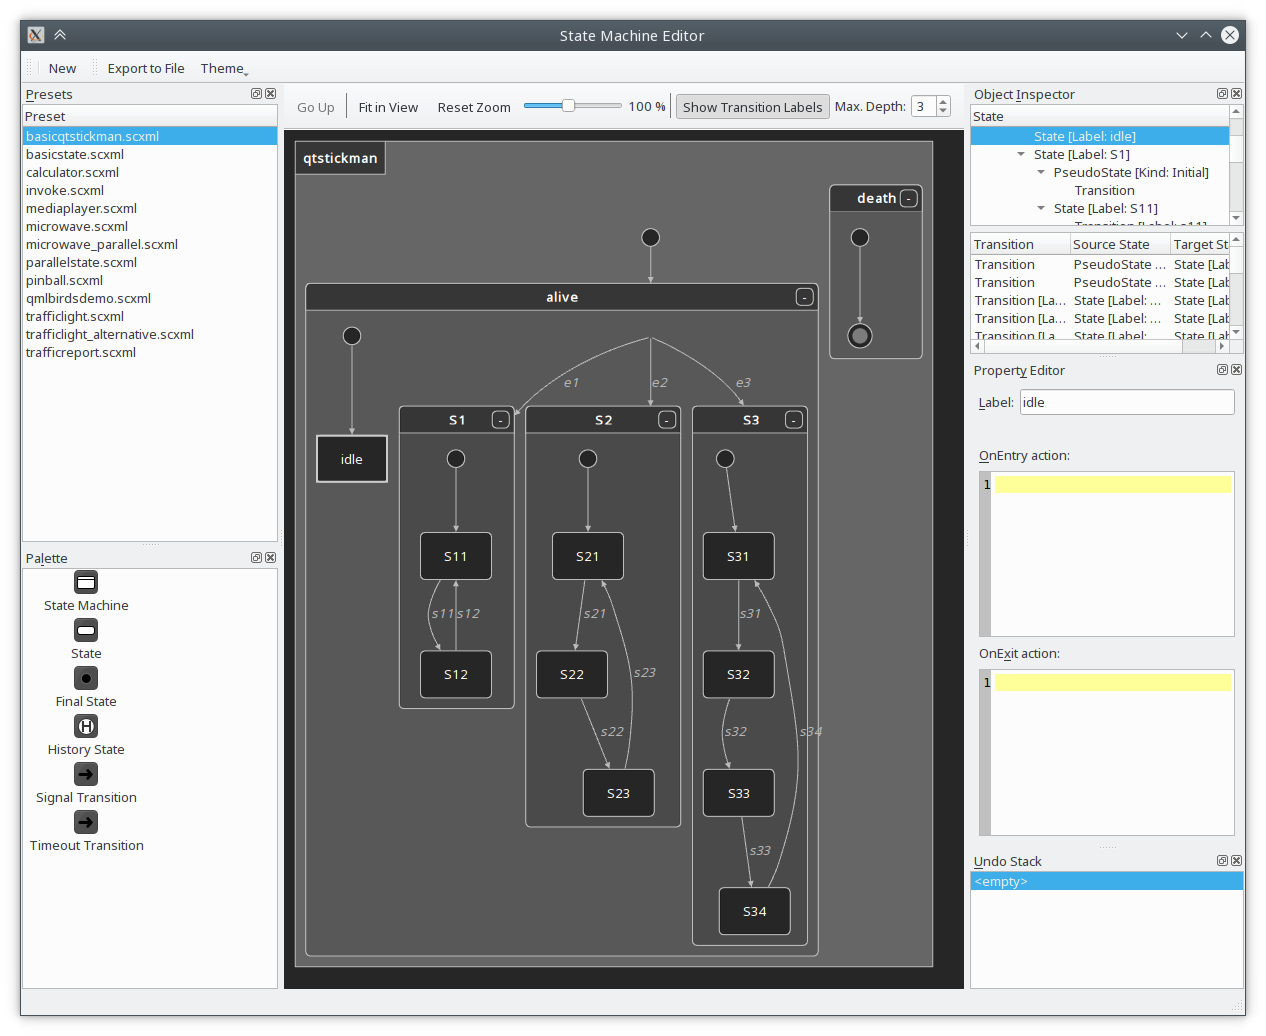 State Machine Editor
New Export to File Theme
Presets
Preset
basicqtstickman.scxml
basicstate.scxml
calculator.scxml
invoke.scxml
mediaplayer.scxml
microwave.scxml
microwave_parallel.scxml
parallelstate.scxml
pinball.scxml
qmlbirdsdemo.scxml
trafficlight.scxml
trafficlight_alternative.scxml
trafficreport.scxml
Palette
State Machine
State
Final State
History State
Signal Transition
Timeout Transition
Go Up Fit in View Reset Zoom 100 % Show Transition Labels Max. Depth: 3
qtstickman
death -
alive -
e1 e2 e3
S1 - S2 - S3 -
idle
S11 S21 S31
s11 s12 s21 s31
S12 S22 S32
s23
s22 s32 s34
S23 S33
s33
S34
Object Inspector
State
State [Label: idle]
State [Label: S1]
PseudoState [Kind: Initial]
Transition
State [Label: S11]
Transition [Label: s11]
Transition Source State Target St
Transition PseudoState ... State [Lab
Transition PseudoState ... State [Lab
Transition [La... State [Label: ... State [Lab
Transition [La... State [Label: ... State [Lab
Transition [La... State [Label: ... State [Lab
Property Editor
Label: idle
OnEntry action:
1
OnExit action:
1
Undo Stack
<empty>